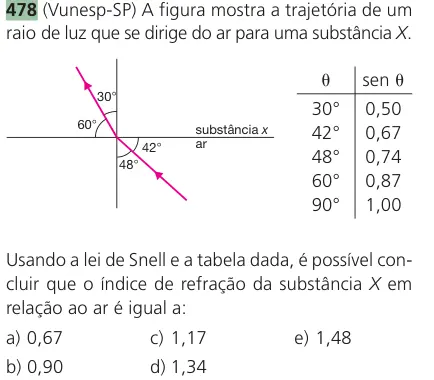 478 (Vunesp-SP) A figura mostra a trajetória de um
raio de luz que se dirige do ar para uma substância X.
30°
60°
substância x
ar
42°
48°
θ sen θ
30° 0,50
42° 0,67
48° 0,74
60° 0,87
90° 1,00
Usando a lei de Snell e a tabela dada, é possível con-
cluir que o índice de refração da substância X em
relação ao ar é igual a:
a) 0,67 c) 1,17 e) 1,48
b) 0,90 d) 1,34